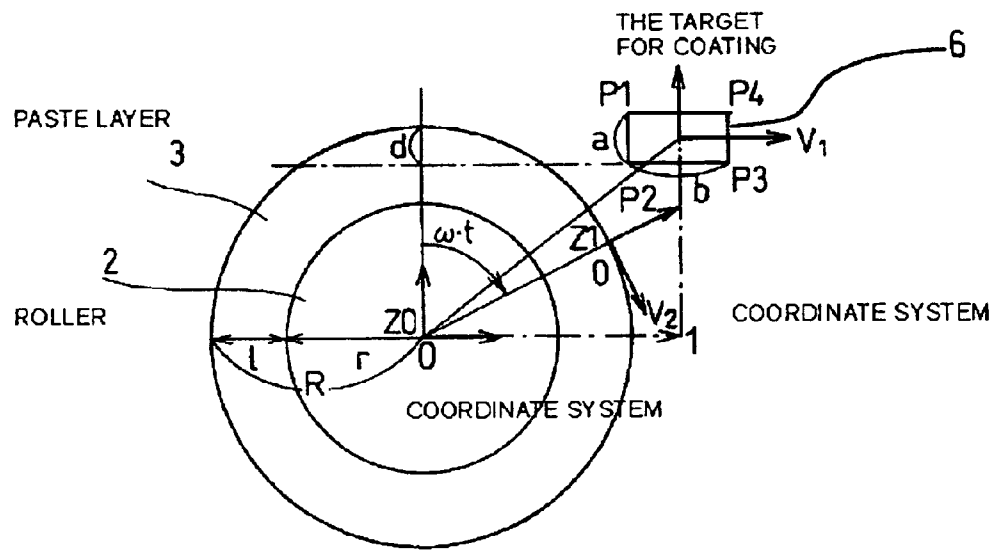 THE TARGET
FOR COATING
6
P1
P4
PASTE LAYER
a
V1
d
3
P2
b
P3
ω·t
Z1
0
2
V2
ROLLER
Z0
1
COORDINATE SYSTEM
l
r
0
R
COORDINATE SYSTEM